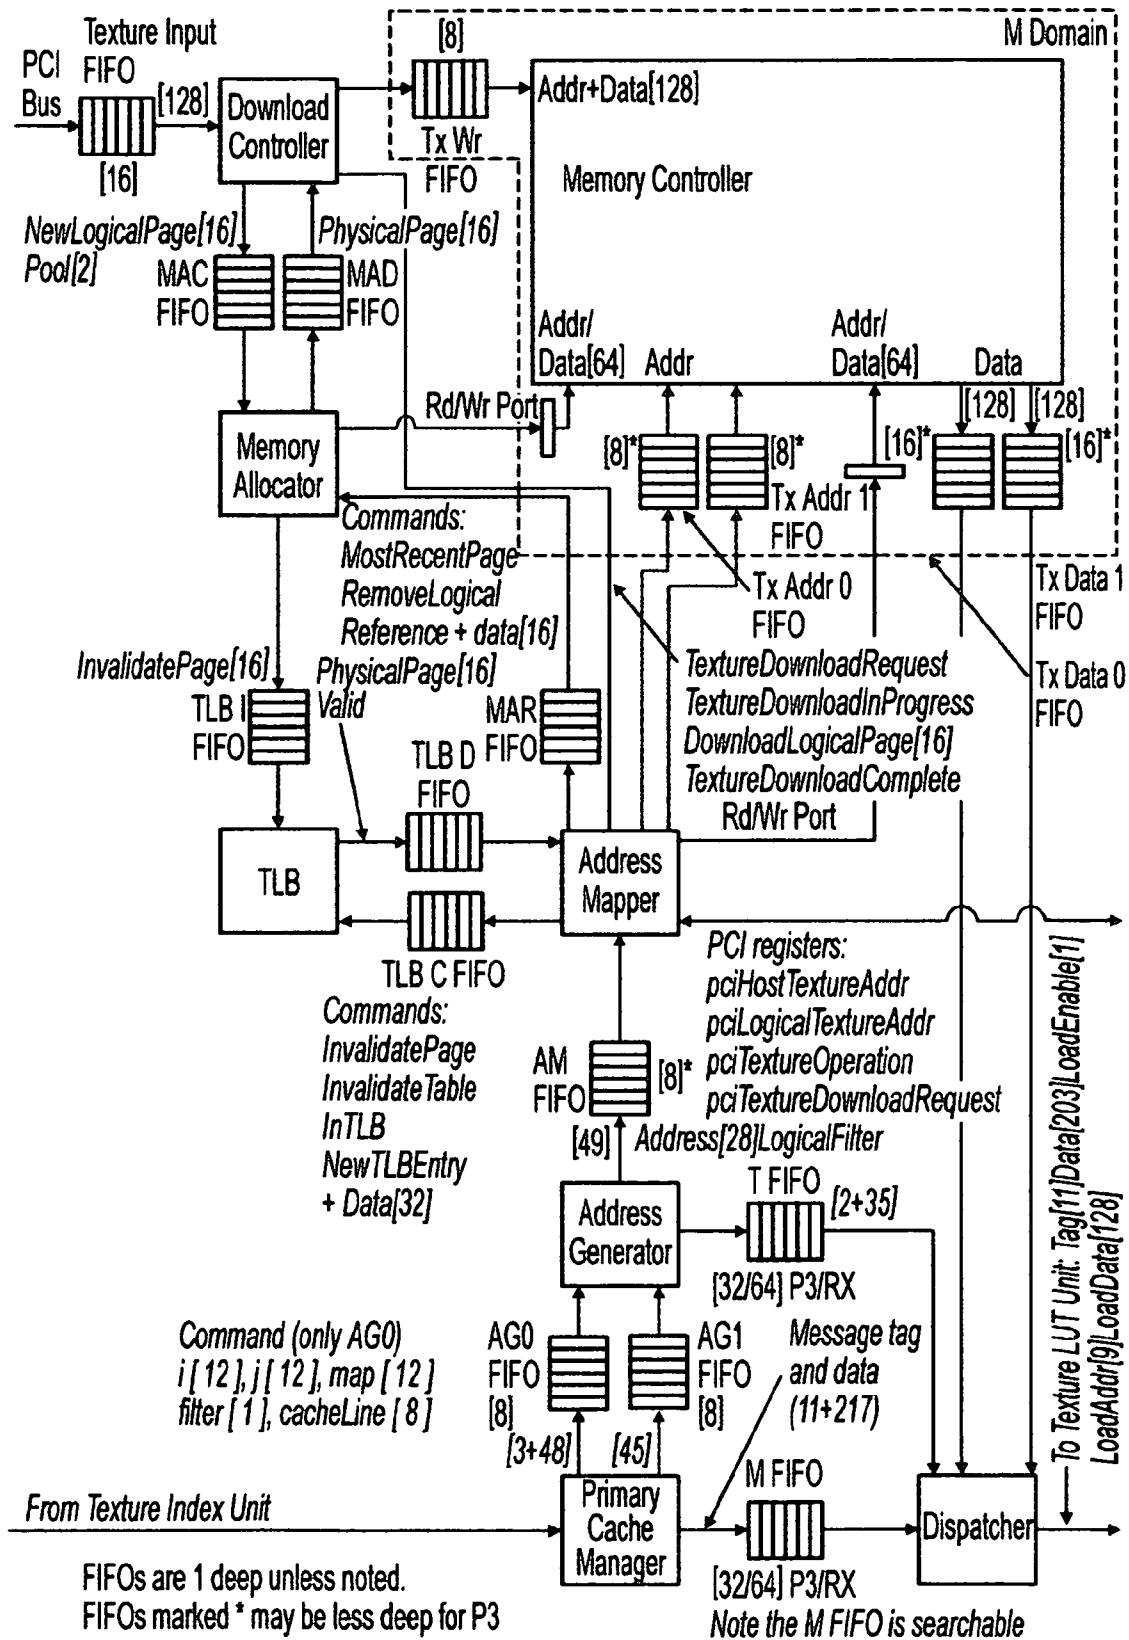 Texture Input
FIFO
PCI
Bus
[128]
[16]
Download
Controller
[8]
Tx Wr
FIFO
M Domain
Addr+Data[128]
Memory Controller
NewLogicalPage[16]
Pool[2]
PhysicalPage[16]
MAC
FIFO
MAD
FIFO
Addr/
Data[64]
Addr
Addr/
Data[64]
Data
Rd/Wr Port
[128]
[128]
[8]*
[8]*
[16]*
[16]*
Memory
Allocator
Tx Addr 1
FIFO
Commands:
MostRecentPage
RemoveLogical
Reference + data[16]
Tx Addr 0
FIFO
Tx Data 1
FIFO
InvalidatePage[16]
PhysicalPage[16]
Valid
TextureDownloadRequest
TextureDownloadInProgress
DownloadLogicalPage[16]
TextureDownloadComplete
Tx Data 0
FIFO
TLB I
FIFO
MAR
FIFO
TLB D
FIFO
Rd/Wr Port
TLB
Address
Mapper
TLB C FIFO
Commands:
InvalidatePage
InvalidateTable
InTLB
NewTLBEntry
+ Data[32]
PCI registers:
pciHostTextureAddr
pciLogicalTextureAddr
pciTextureOperation
pciTextureDownloadRequest
AM
FIFO
[8]*
[49]
Address[28]LogicalFilter
Address
Generator
T FIFO
[2+35]
[32/64] P3/RX
To Texture LUT Unit: Tag[11]Data[203]LoadEnable[1]
LoadAddr[9]LoadData[128]
Command (only AG0)
i [ 12 ], j [ 12 ], map [ 12 ]
filter [ 1 ], cacheLine [ 8 ]
AG0
FIFO
[8]
AG1
FIFO
[8]
Message tag
and data
(11+217)
[3+48]
[45]
From Texture Index Unit
Primary
Cache
Manager
M FIFO
Dispatcher
[32/64] P3/RX
Note the M FIFO is searchable
FIFOs are 1 deep unless noted.
FIFOs marked * may be less deep for P3